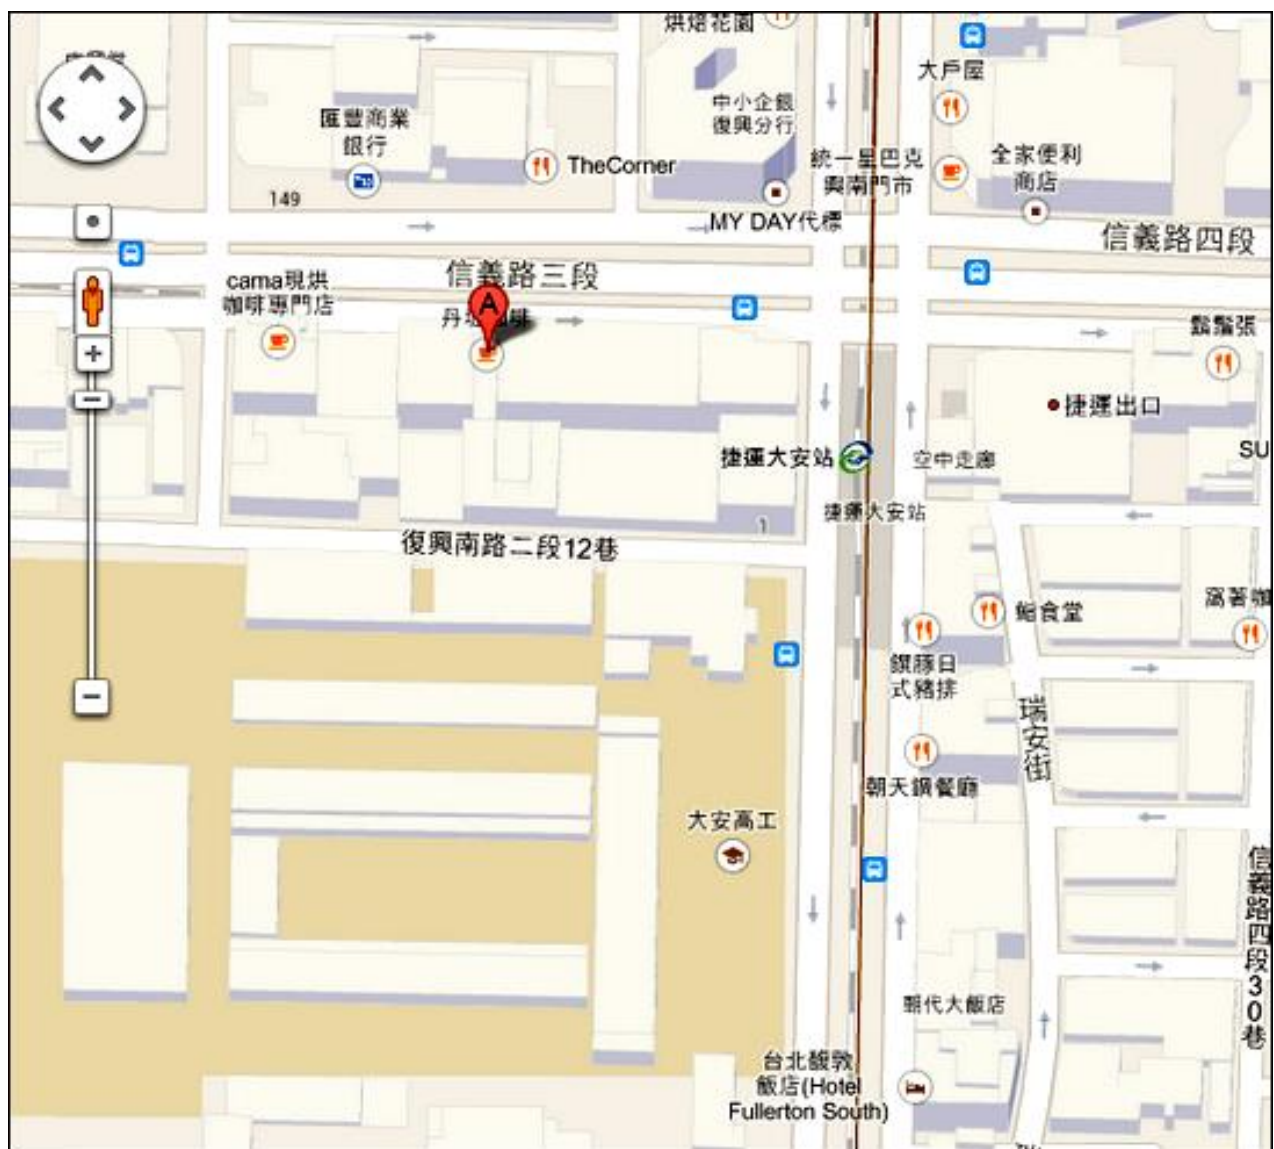 烘焙花園
大戶屋
匯豐商業
銀行
TheCorner
中小企銀
復興分行
統一星巴克
興南門市
全家便利
商店
149
MY DAY代標
信義路四段
cama現烘
咖啡專門店
信義路三段
A
鬍鬚張
捷運出口
捷運大安站
空中走廊
SU
捷運大安站
1
復興南路二段12巷
鮨食堂
窩著咖
饌豚日
式豬排
瑞安街
朝天鍋餐廳
大安高工
信義路四段30巷
朝代大飯店
台北馥敦
飯店(Hotel
Fullerton South)